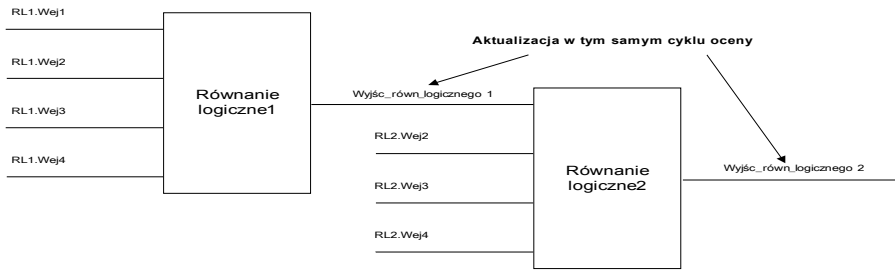 RL1.Wej1
RL1.Wej2
RL1.Wej3
RL1.Wej4
Równanie
logiczne1
Aktualizacja w tym samym cyklu oceny
Wyjśc_równ_logicznego 1
RL2.Wej2
RL2.Wej3
RL2.Wej4
Równanie
logiczne2
Wyjśc_równ_logicznego 2